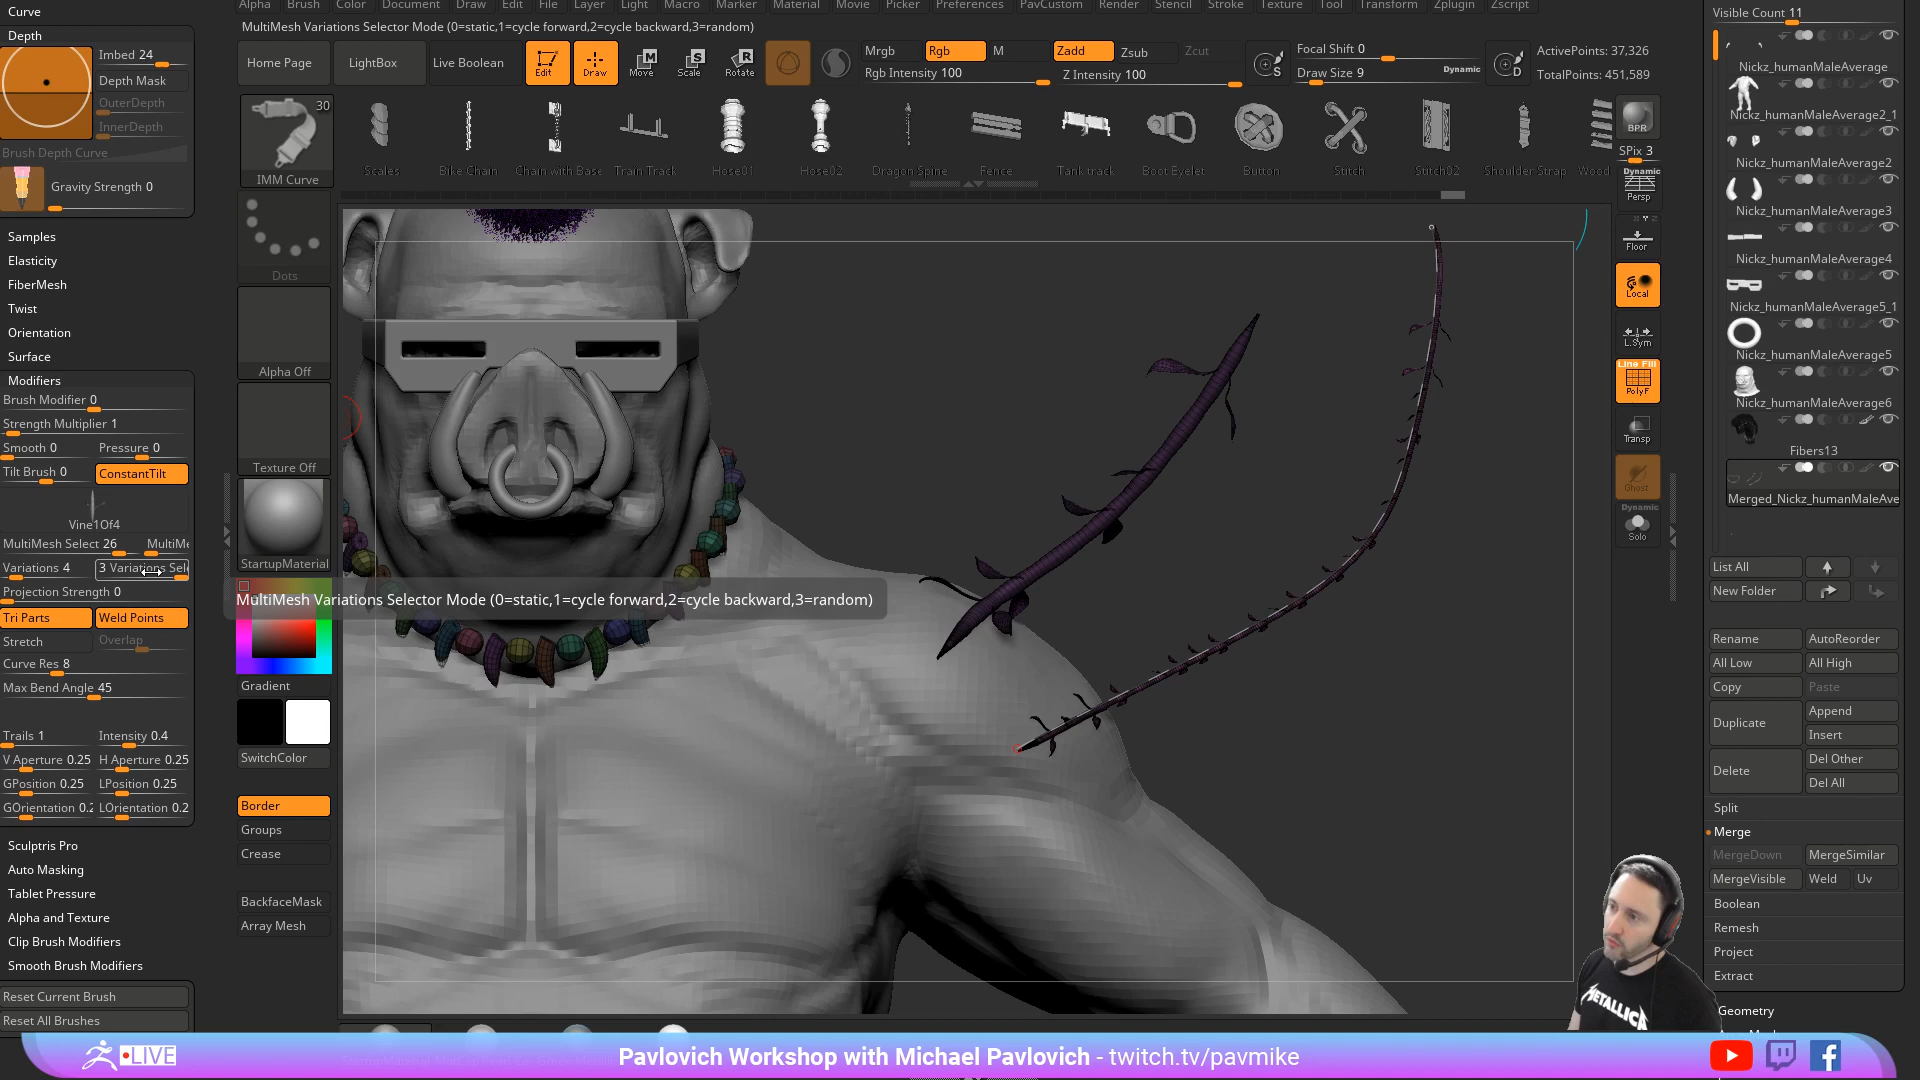 Alpha Brush Color Document Draw Edit File Layer Light Macro Marker Material Movie Picker Preferences PavCustom Render Stencil Stroke Texture Tool Transform Zplugin Zscript
MultiMesh Variations Selector Mode (0=static,1=cycle forward,2=cycle backward,3=random)
Home Page
LightBox
Live Boolean
Edit
Draw
Move
Scale
Rotate
Mrgb
Rgb
M
Rgb Intensity 100
Zadd
Zsub
Zcut
Z Intensity 100
Focal Shift 0
Draw Size 9
Dynamic
ActivePoints: 37,326
TotalPoints: 451,589
30
IMM Curve
Scales
Bike Chain
Chain with Base
Train Track
Hose01
Hose02
Dragon Spine
Fence
Tank track
Boot Eyelet
Button
Stitch
Stitch02
Shoulder Strap
Wood
Curve
Depth
Imbed 24
Depth Mask
OuterDepth
InnerDepth
Brush Depth Curve
Gravity Strength 0
Samples
Elasticity
FiberMesh
Twist
Orientation
Surface
Modifiers
Brush Modifier 0
Strength Multiplier 1
Smooth 0
Pressure 0
Tilt Brush 0
ConstantTilt
Vine1Of4
MultiMesh Select 26
MultiMe
Variations 4
3 Variations Sele
Projection Strength 0
Tri Parts
Weld Points
Stretch
Overlap
Curve Res 8
Max Bend Angle 45
Trails 1
Intensity 0.4
V Aperture 0.25
H Aperture 0.25
GPosition 0.25
LPosition 0.25
GOrientation 0.2
LOrientation 0.2
Sculptris Pro
Auto Masking
Tablet Pressure
Alpha and Texture
Clip Brush Modifiers
Smooth Brush Modifiers
Reset Current Brush
Reset All Brushes
Dots
Alpha Off
Texture Off
StartupMaterial
MultiMesh Variations Selector Mode (0=static,1=cycle forward,2=cycle backward,3=random)
Gradient
SwitchColor
Border
Groups
Crease
BackfaceMask
Array Mesh
BPR
SPix 3
Dynamic
Persp
Floor
Local
L.Sym
Line Fill
PolyF
Transp
Ghost
Dynamic
Solo
Visible Count 11
Nickz_humanMaleAverage
Nickz_humanMaleAverage2_1
Nickz_humanMaleAverage2
Nickz_humanMaleAverage3
Nickz_humanMaleAverage4
Nickz_humanMaleAverage5_1
Nickz_humanMaleAverage5
Nickz_humanMaleAverage6
Fibers13
Merged_Nickz_humanMaleAve
List All
New Folder
Rename
AutoReorder
All Low
All High
Copy
Paste
Duplicate
Append
Insert
Delete
Del Other
Del All
Split
Merge
MergeDown
MergeSimilar
MergeVisible
Weld
Uv
Boolean
Remesh
Project
Extract
Geometry
METALLICA
LIVE
Pavlovich Workshop with Michael Pavlovich - twitch.tv/pavmike